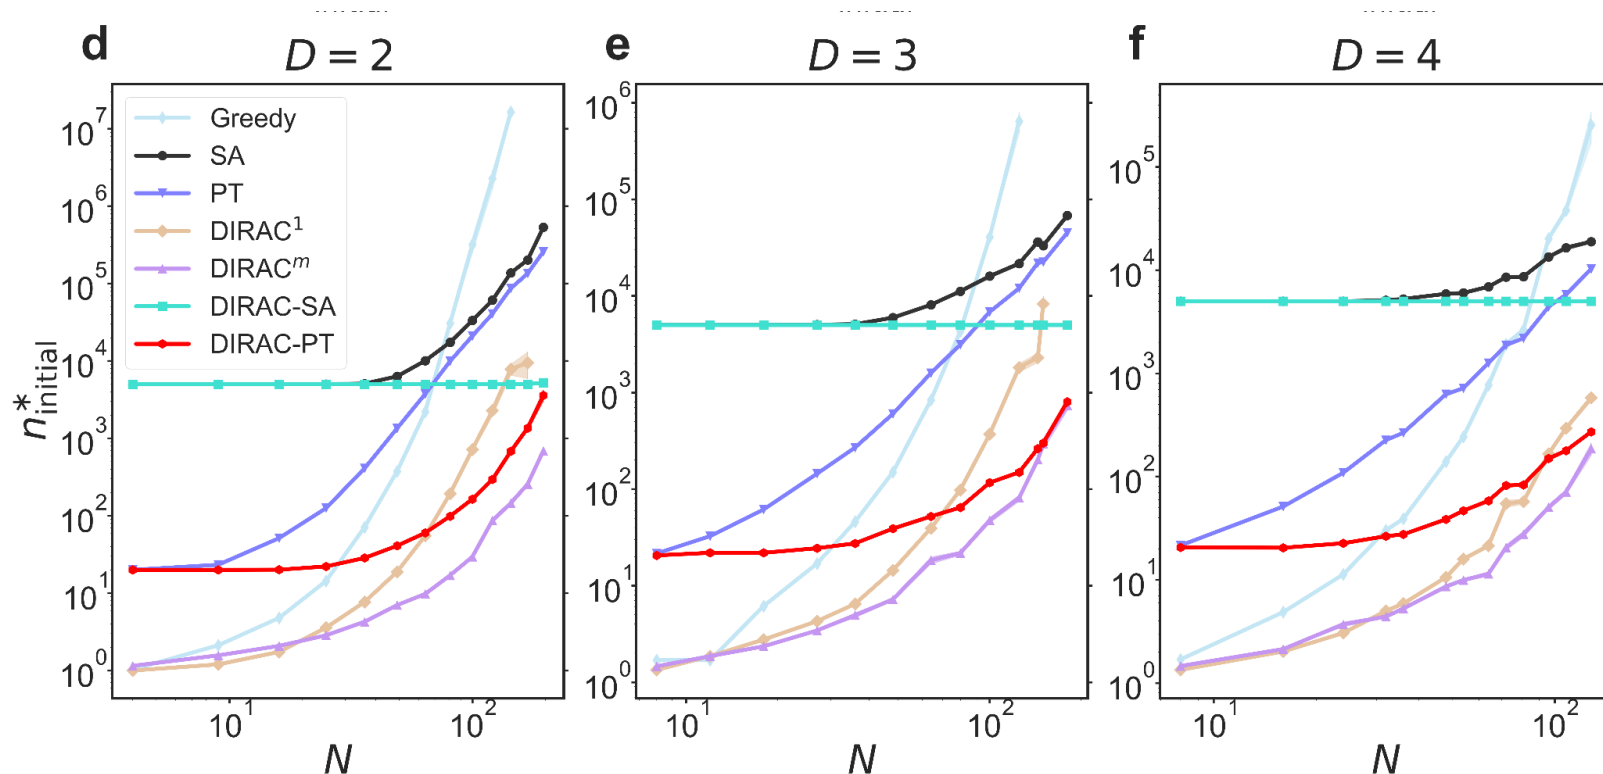 d
D = 2
e
D = 3
f
D = 4
n*initial
10⁷
10⁶
10⁵
10⁴
10³
10²
10¹
10⁰
Greedy
SA
PT
DIRAC¹
DIRACᵐ
DIRAC-SA
DIRAC-PT
10¹
10²
N
10⁶
10⁵
10⁴
10³
10²
10¹
10⁰
10¹
10²
N
10⁵
10⁴
10³
10²
10¹
10⁰
10¹
10²
N